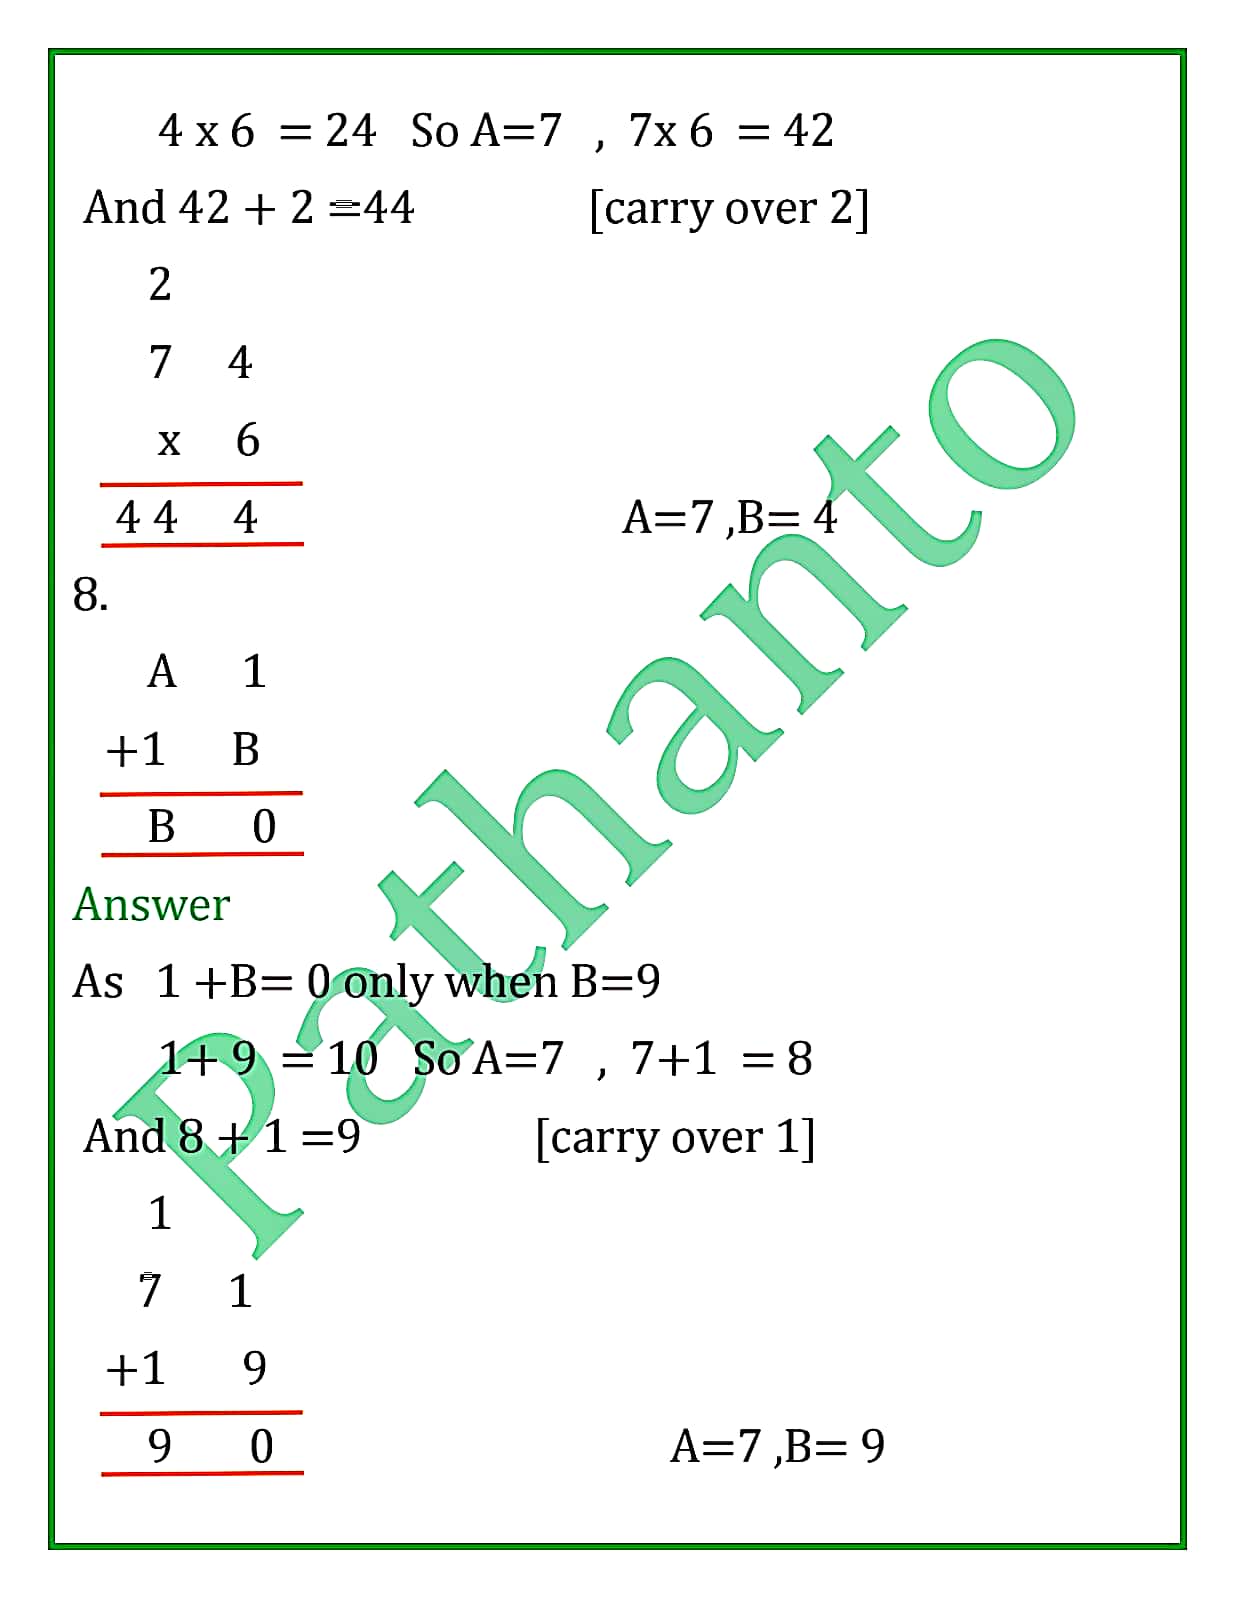 4 x 6 = 24 So A=7 , 7x 6 = 42
And 42 + 2 =44 [carry over 2]
2
7 4
x 6
4 4 4
A=7 ,B= 4
8.
A 1
+1 B
B 0
Answer
As 1 +B= 0 only when B=9
1+ 9 = 10 So A=7 , 7+1 = 8
And 8 + 1 =9 [carry over 1]
1
7 1
+1 9
9 0
A=7 ,B= 9
Pathanto